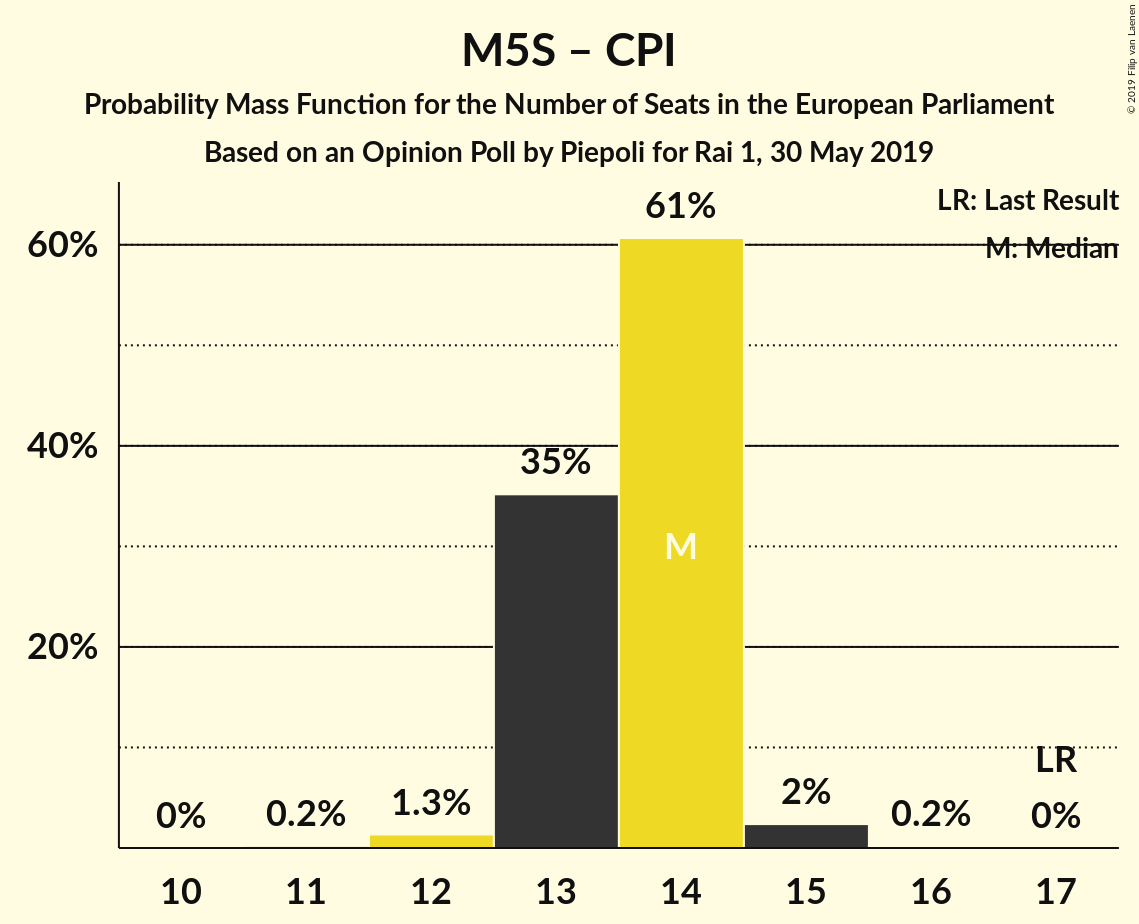 M5S – CPI
Probability Mass Function for the Number of Seats in the European Parliament
Based on an Opinion Poll by Piepoli for Rai 1, 30 May 2019
© 2019 Filip van Laenen
LR: Last Result
M: Median
60%
40%
20%
0%
0.2%
1.3%
35%
61%
M
2%
0.2%
LR
0%
10 11 12 13 14 15 16 17